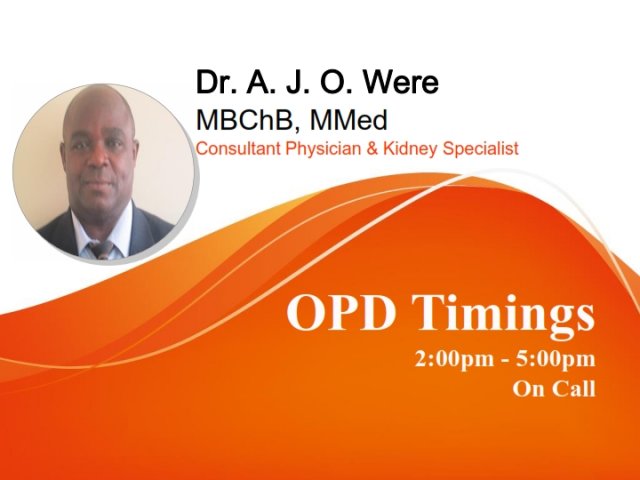 Dr. A. J. O. Were
MBChB, MMed
Consultant Physician & Kidney Specialist
OPD Timings
2:00pm - 5:00pm
On Call